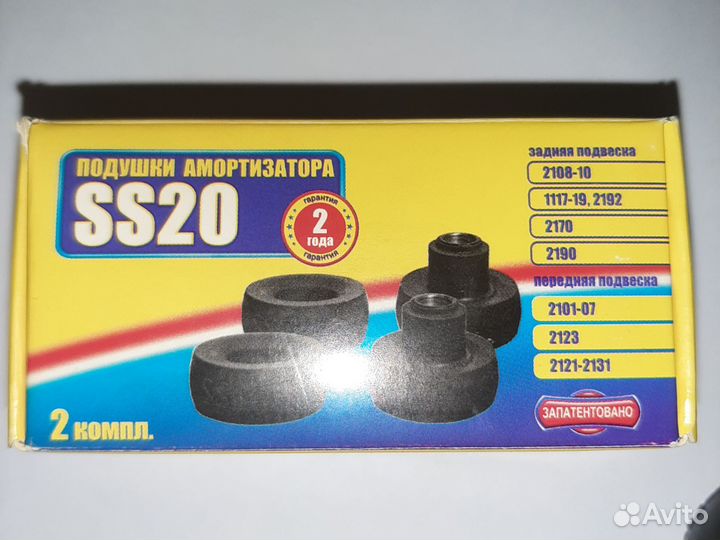 ПОДУШКИ АМОРТИЗАТОРА
SS20
гарантия
2
года
гарантия
2 компл.
задняя подвеска
2108-10
1117-19, 2192
2170
2190
передняя подвеска
2101-07
2123
2121-2131
ЗАПАТЕНТОВАНО
Avito